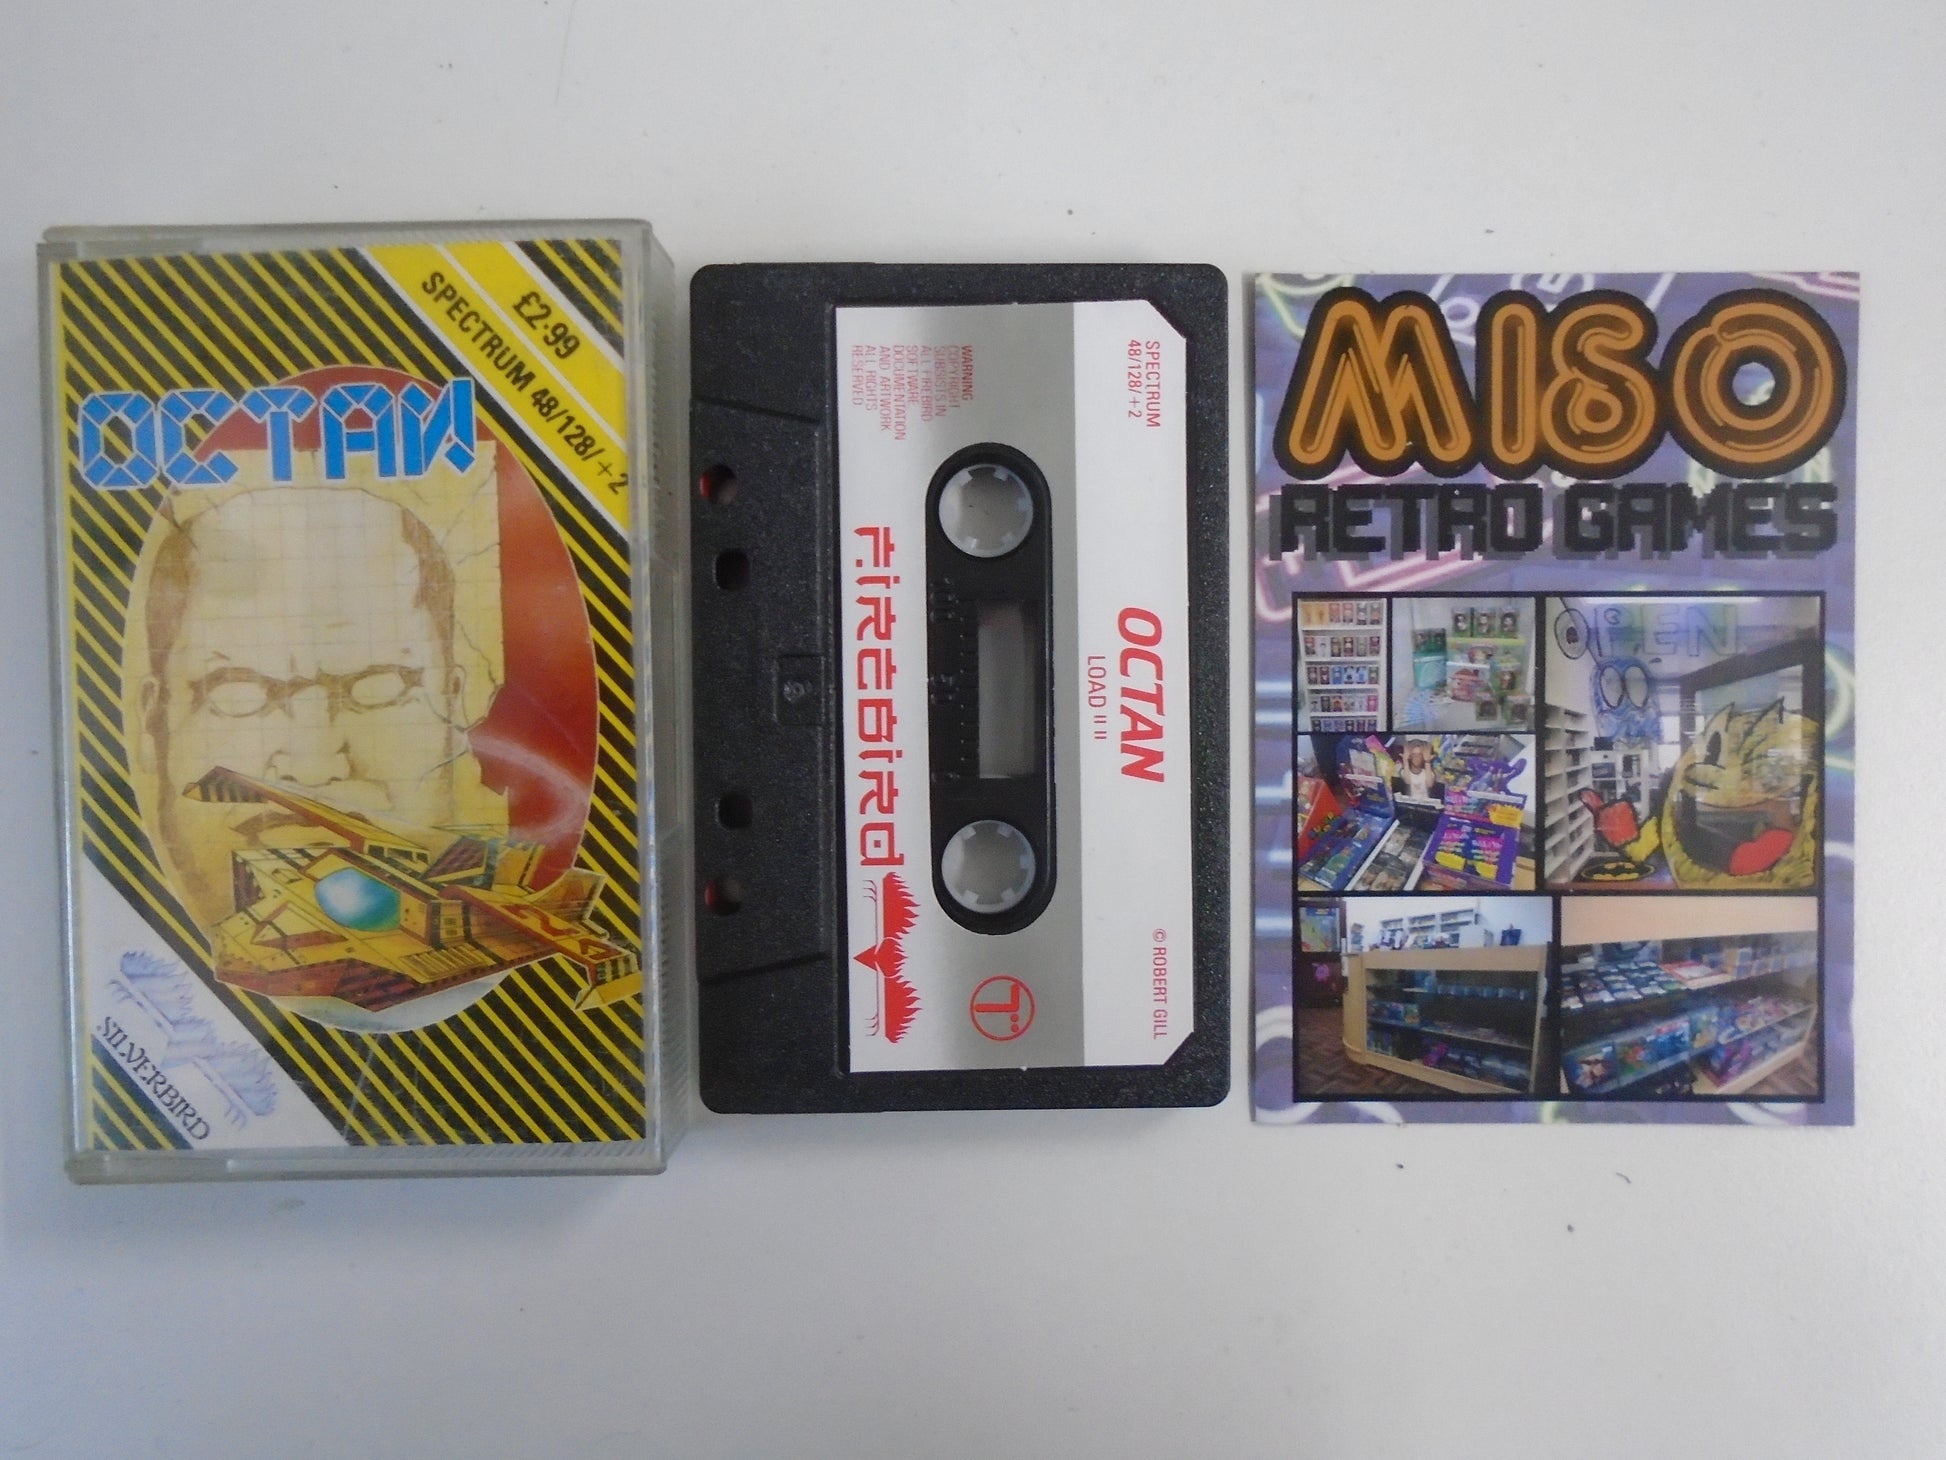 £2.99
SPECTRUM 48/128/+2
OCTAN
SILVERBIRD
SPECTRUM
48/128/+2
OCTAN
LOAD " "
© ROBERT GILL
WARNING
COPYRIGHT
SUBSISTS IN
ALL FIREBIRD
SOFTWARE
DOCUMENTATION
AND ARTWORK
ALL RIGHTS
RESERVED
FIREBIRD
T
MISO
RETRO GAMES
OPEN